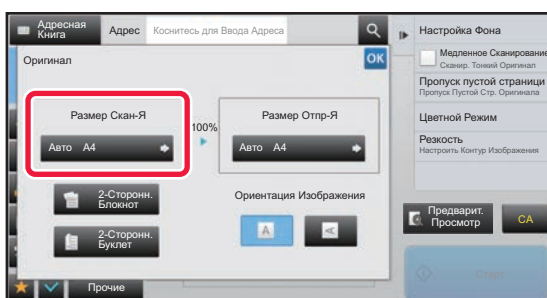 Адресная
Книга
Адрес
Коснитесь для Ввода Адреса
Оригинал
OK
Размер Скан-Я
Авто A4
100%
Размер Отпр-Я
Авто A4
2-Сторонн.
Блокнот
2-Сторонн.
Буклет
Ориентация Изображения
A
A
Прочие
Настройка Фона
Медленное Сканирование
Сканир. Тонкий Оригинал
Пропуск пустой страници
Пропуск Пустой Стр. Оригинала
Цветной Режим
Резкость
Настроить Контур Изображения
Предварит.
Просмотр
CA
Старт